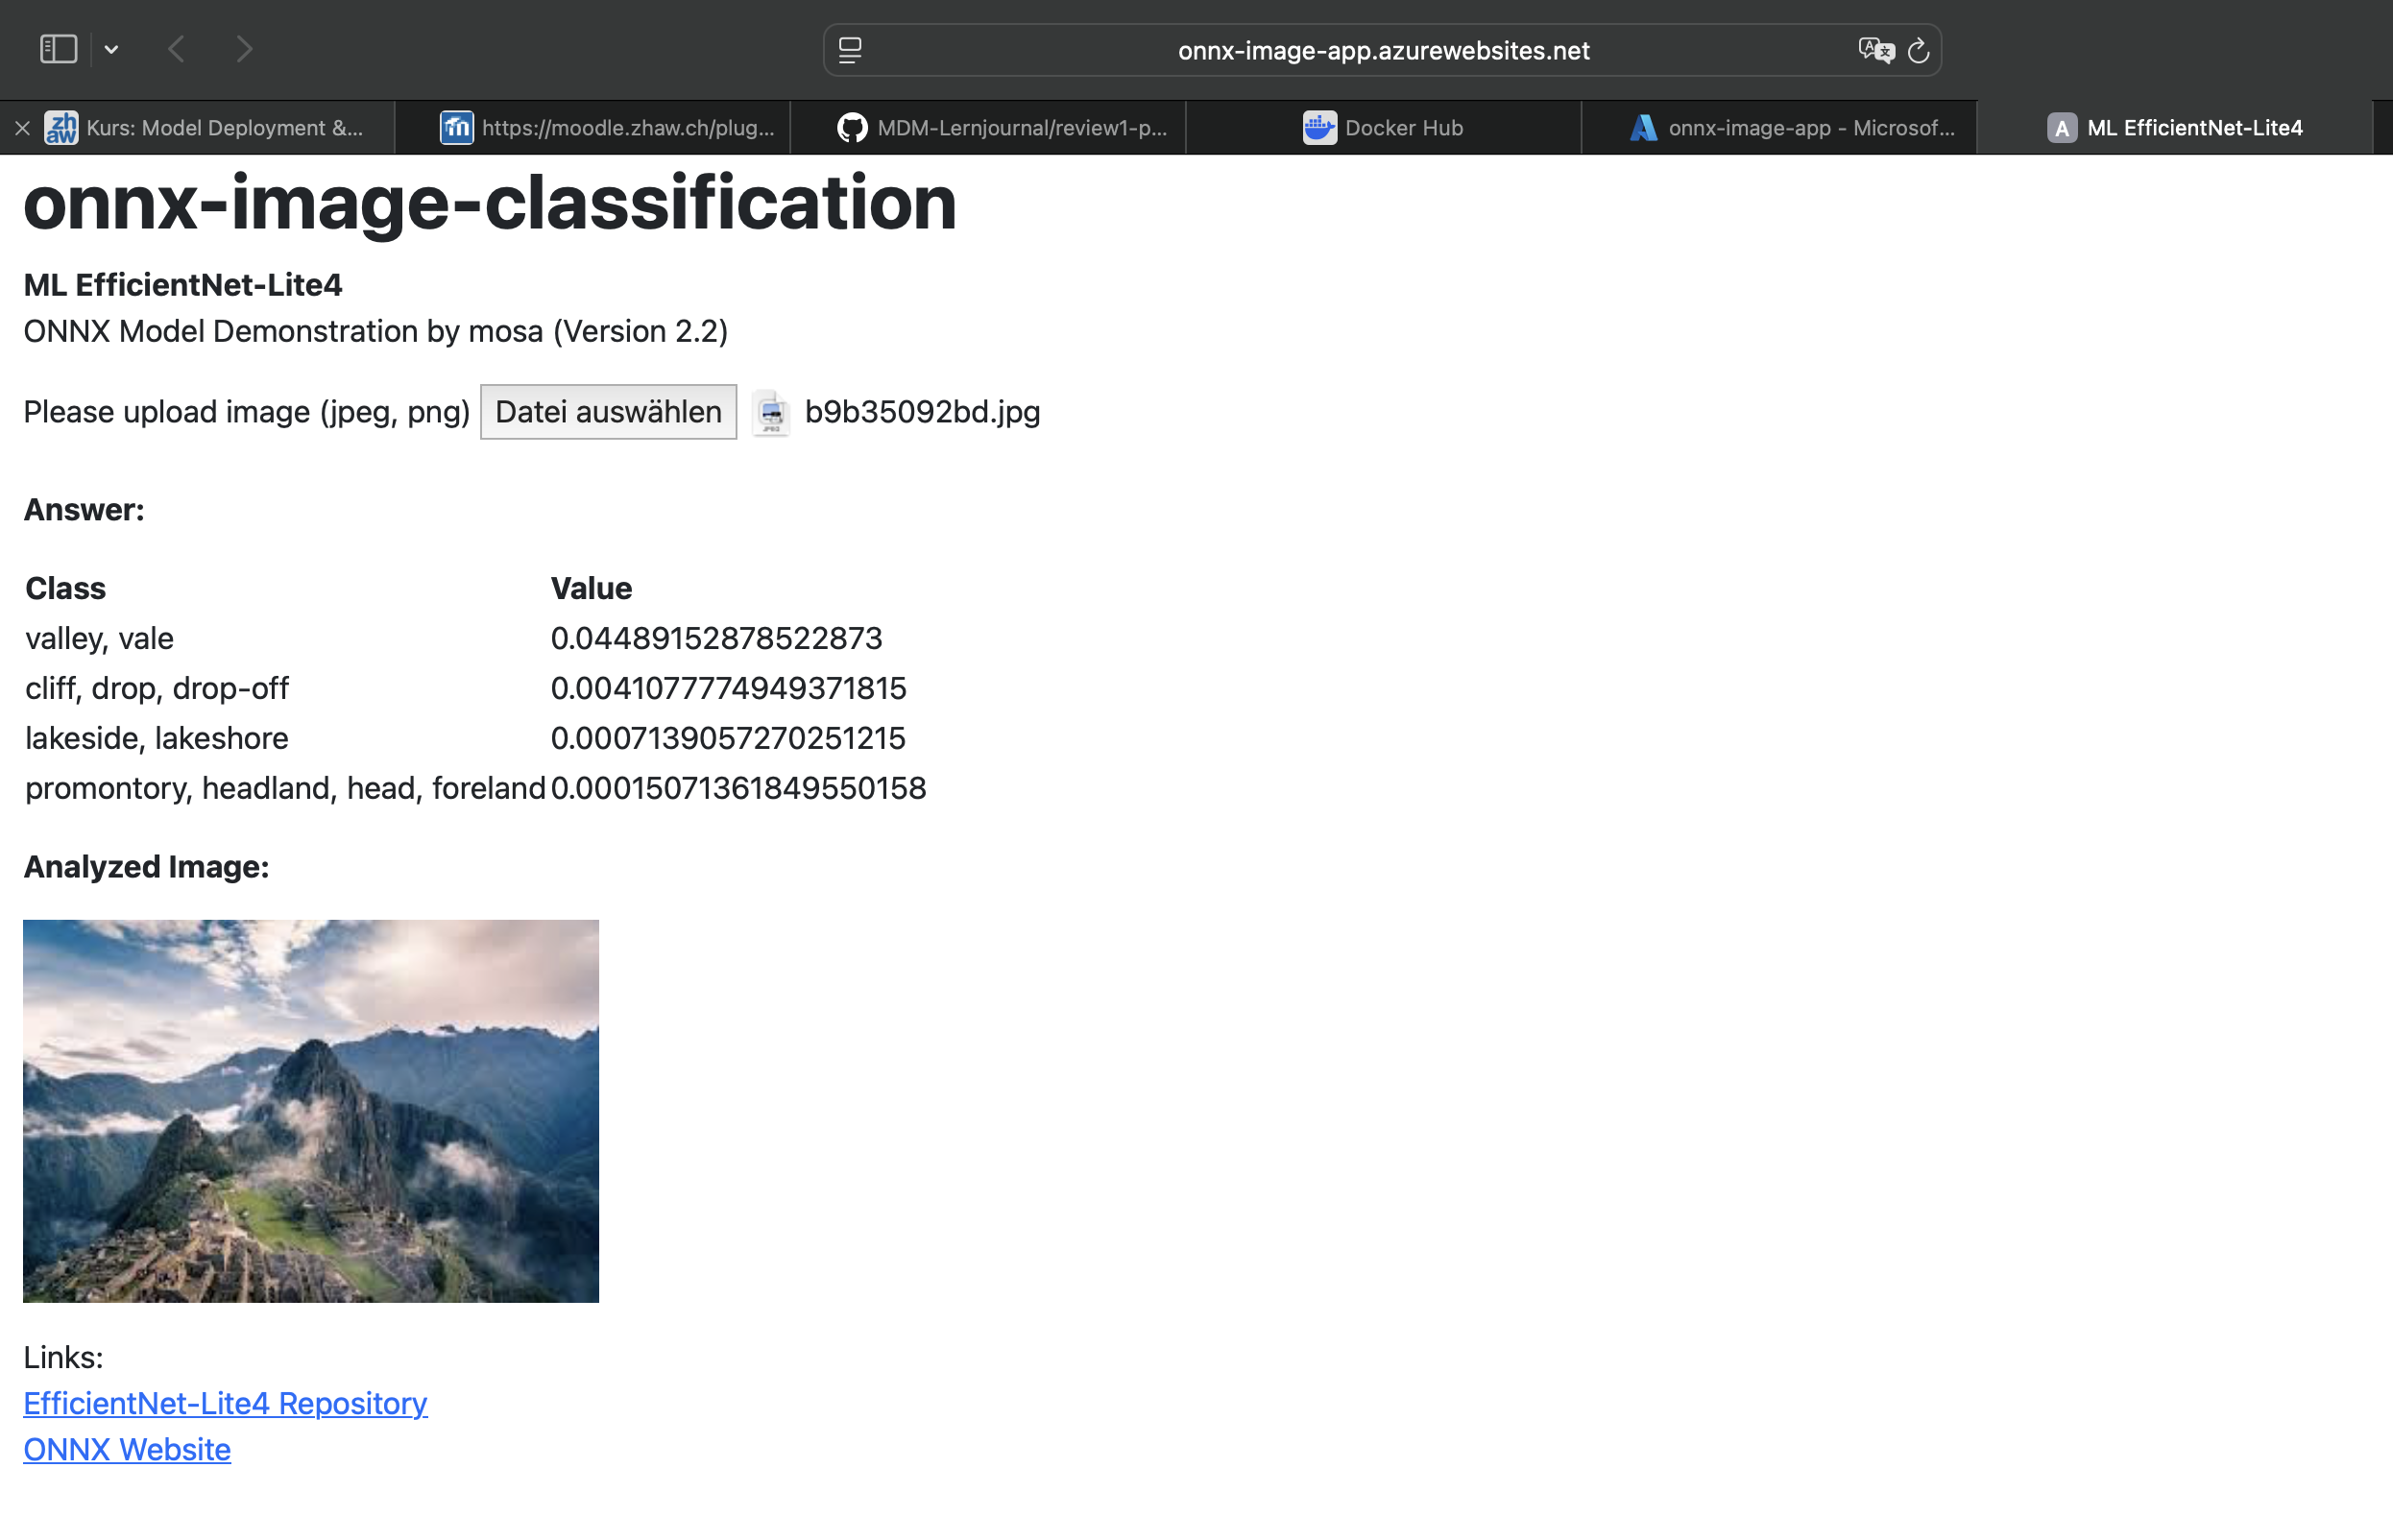 onnx-image-app.azurewebsites.net
zh aw Kurs: Model Deployment &...
https://moodle.zhaw.ch/plug...
MDM-Lernjournal/review1-p...
Docker Hub
onnx-image-app - Microsof...
A ML EfficientNet-Lite4
onnx-image-classification
ML EfficientNet-Lite4
ONNX Model Demonstration by mosa (Version 2.2)
Please upload image (jpeg, png) Datei auswählen JPEG b9b35092bd.jpg
Answer:
Class Value
valley, vale 0.04489152878522873
cliff, drop, drop-off 0.0041077774949371815
lakeside, lakeshore 0.0007139057270251215
promontory, headland, head, foreland 0.00015071361849550158
Analyzed Image:
Links:
EfficientNet-Lite4 Repository
ONNX Website